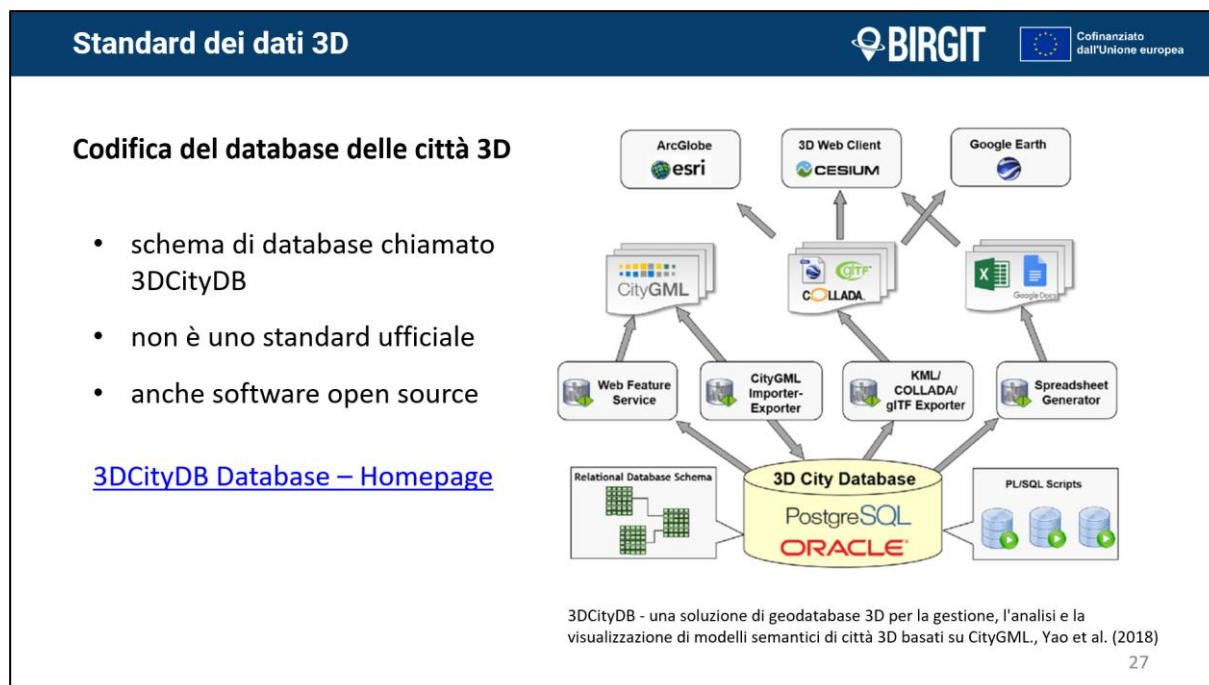 Standard dei dati 3D
BIRGIT
Cofinanziato
dall'Unione europea
Codifica del database delle città 3D
• schema di database chiamato
3DCityDB
• non è uno standard ufficiale
• anche software open source
3DCityDB Database – Homepage
ArcGlobe
esri
3D Web Client
CESIUM
Google Earth
CityGML
glTF
COLLADA
Google Docs
Web Feature
Service
CityGML
Importer-
Exporter
KML/
COLLADA/
glTF Exporter
Spreadsheet
Generator
Relational Database Schema
3D City Database
PostgreSQL
ORACLE
PL/SQL Scripts
3DCityDB - una soluzione di geodatabase 3D per la gestione, l'analisi e la
visualizzazione di modelli semantici di città 3D basati su CityGML., Yao et al. (2018)
27